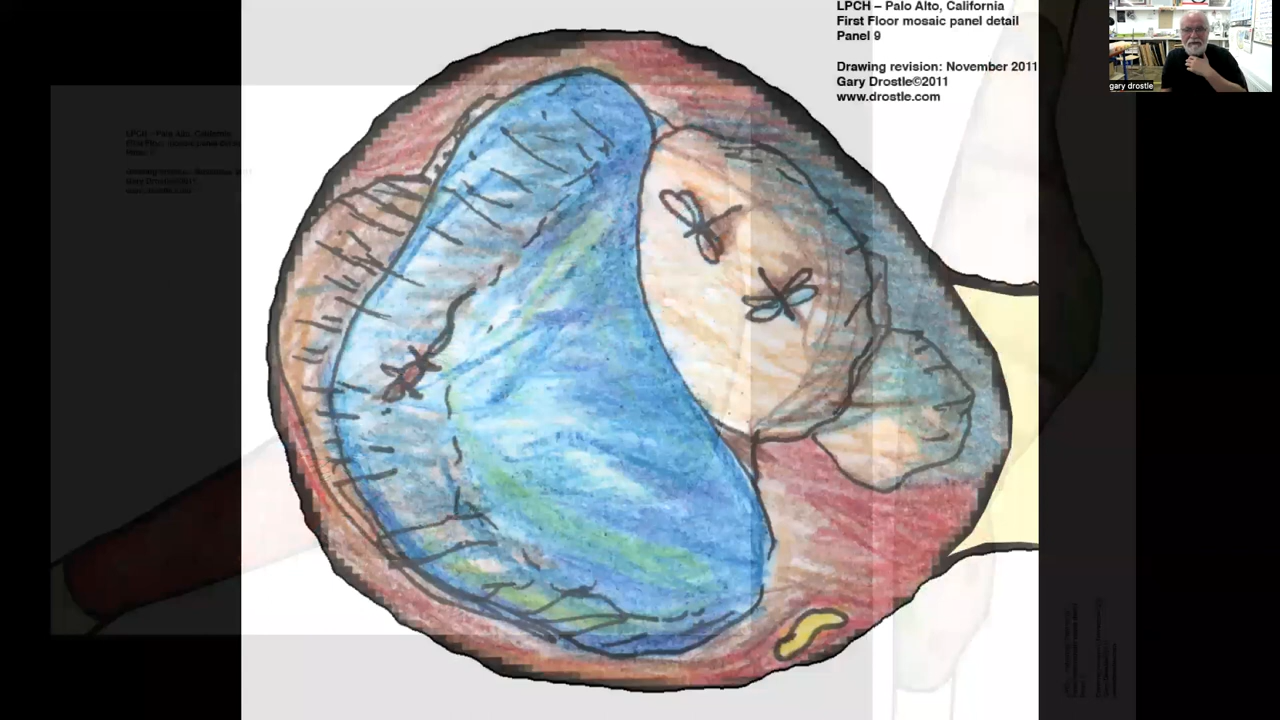 LPCH – Palo Alto, California
First Floor mosaic panel detail
Panel 9
Drawing revision: November 2011
Gary Drostle©2011
www.drostle.com
gary drostle